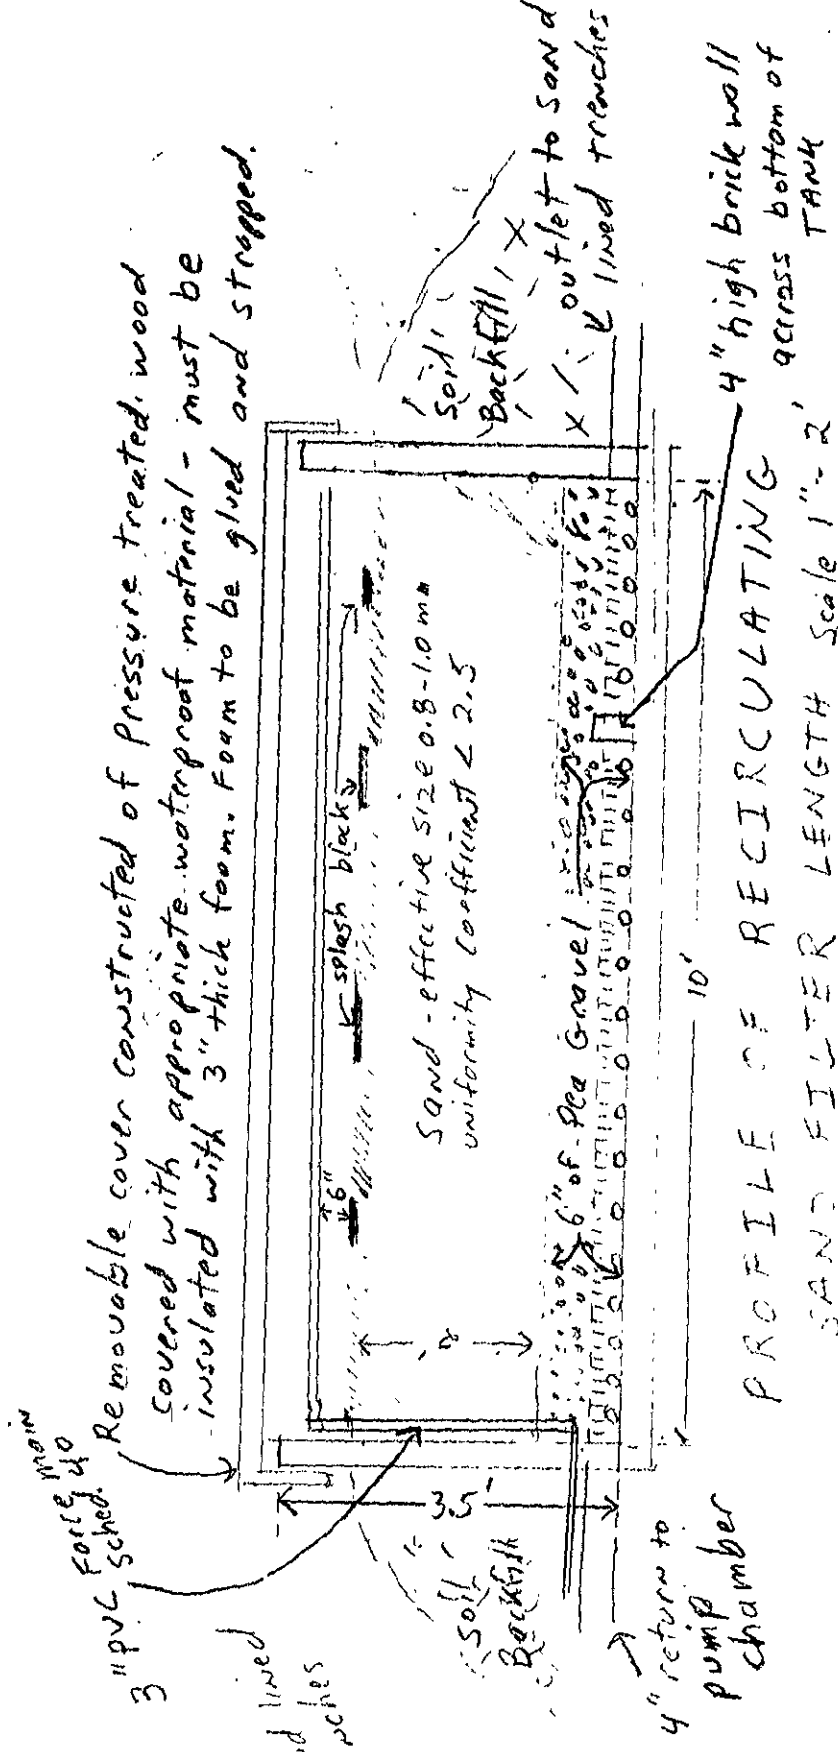 3" PVC Force main
sched. 40
Removable cover constructed of Pressure treated wood
covered with appropriate waterproof material - must be
insulated with 3" thick foam. Foam to be glued and strapped.
6"
splash block
Sand - effective size 0.8-1.0 mm
uniformity coefficient < 2.5
6" of Pea Gravel
3.5'
10'
Soil
Backfill
Soil
Backfill
outlet to sand
lined trenches
4" high brick wall
across bottom of
TANK
4" return to
pump
chamber
lined
PROFILE OF RECIRCULATING
SAND FILTER LENGTH Scale 1"-2'